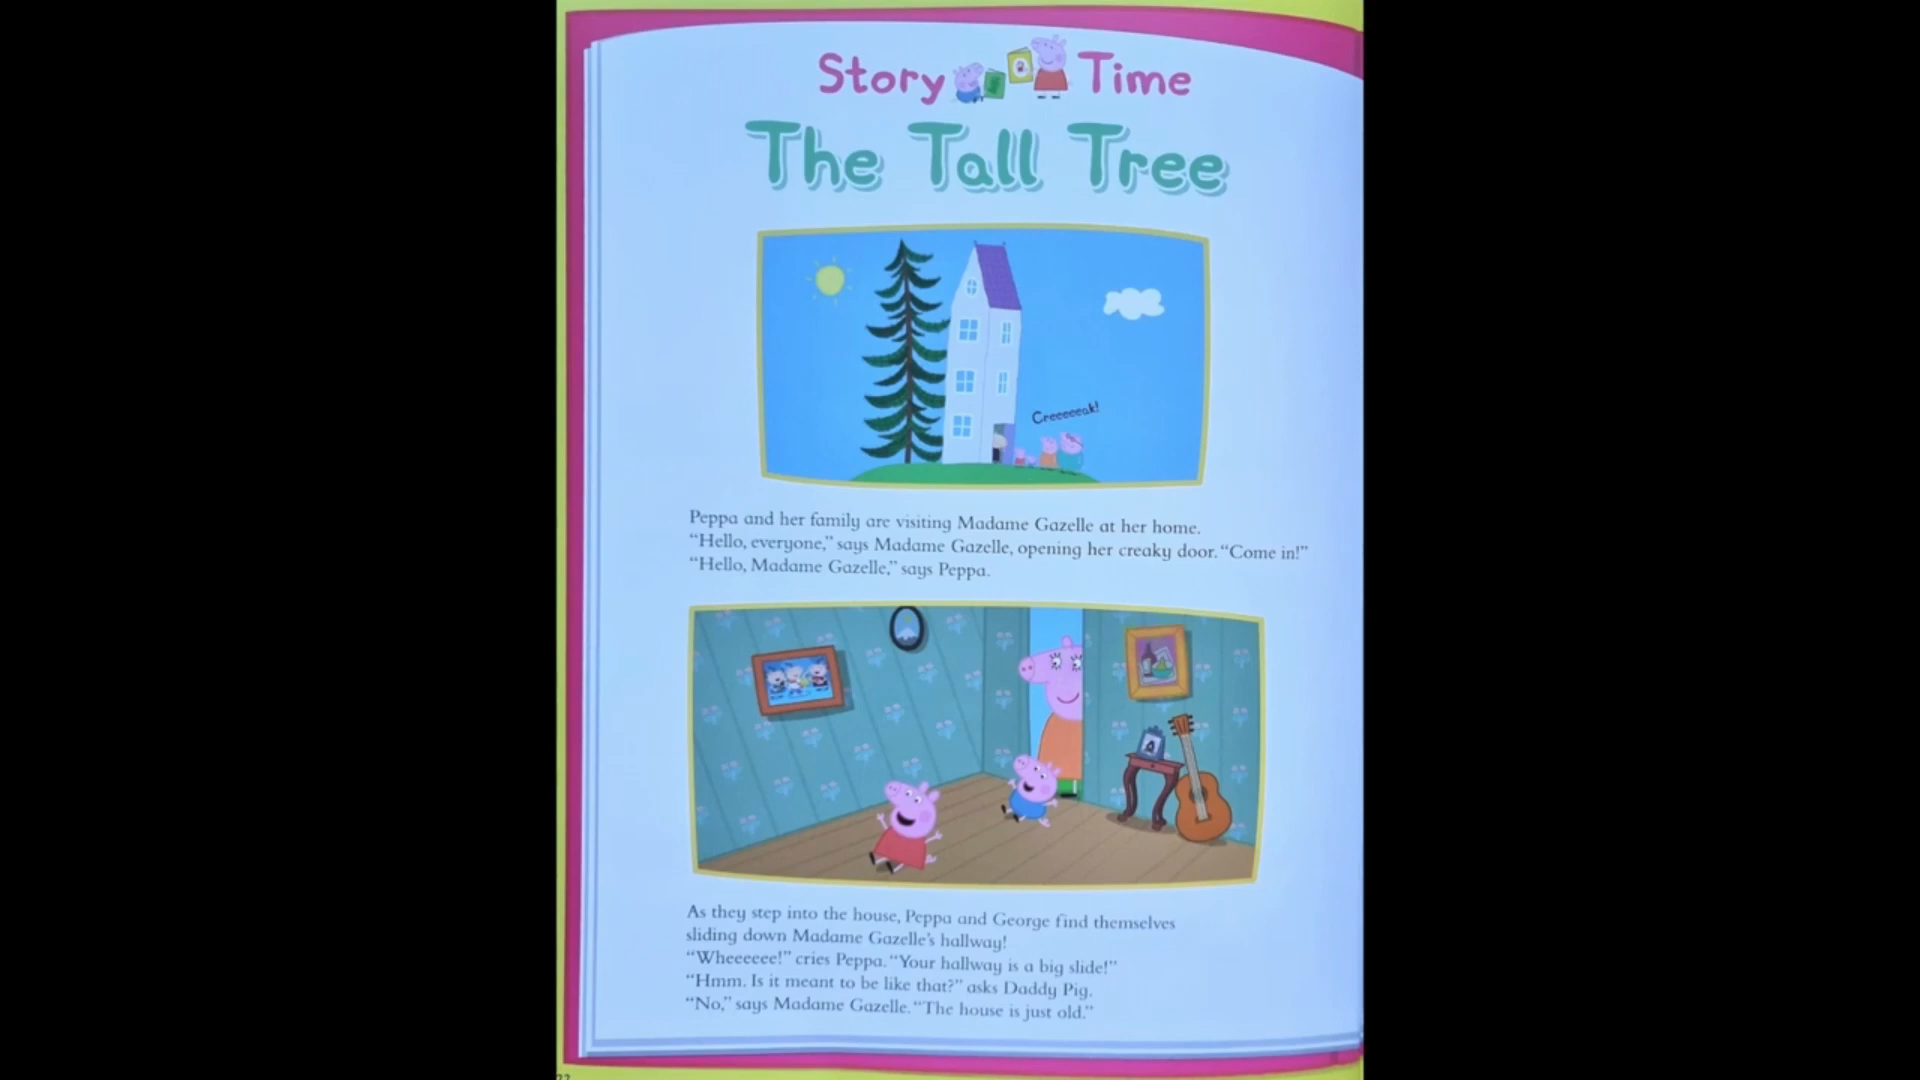 Story Time
The Tall Tree
Creeeeeak!
Peppa and her family are visiting Madame Gazelle at her home.
“Hello, everyone,” says Madame Gazelle, opening her creaky door. “Come in!”
“Hello, Madame Gazelle,” says Peppa.
As they step into the house, Peppa and George find themselves
sliding down Madame Gazelle’s hallway!
“Wheeeeee!” cries Peppa. “Your hallway is a big slide!”
“Hmm. Is it meant to be like that?” asks Daddy Pig.
“No,” says Madame Gazelle. “The house is just old.”